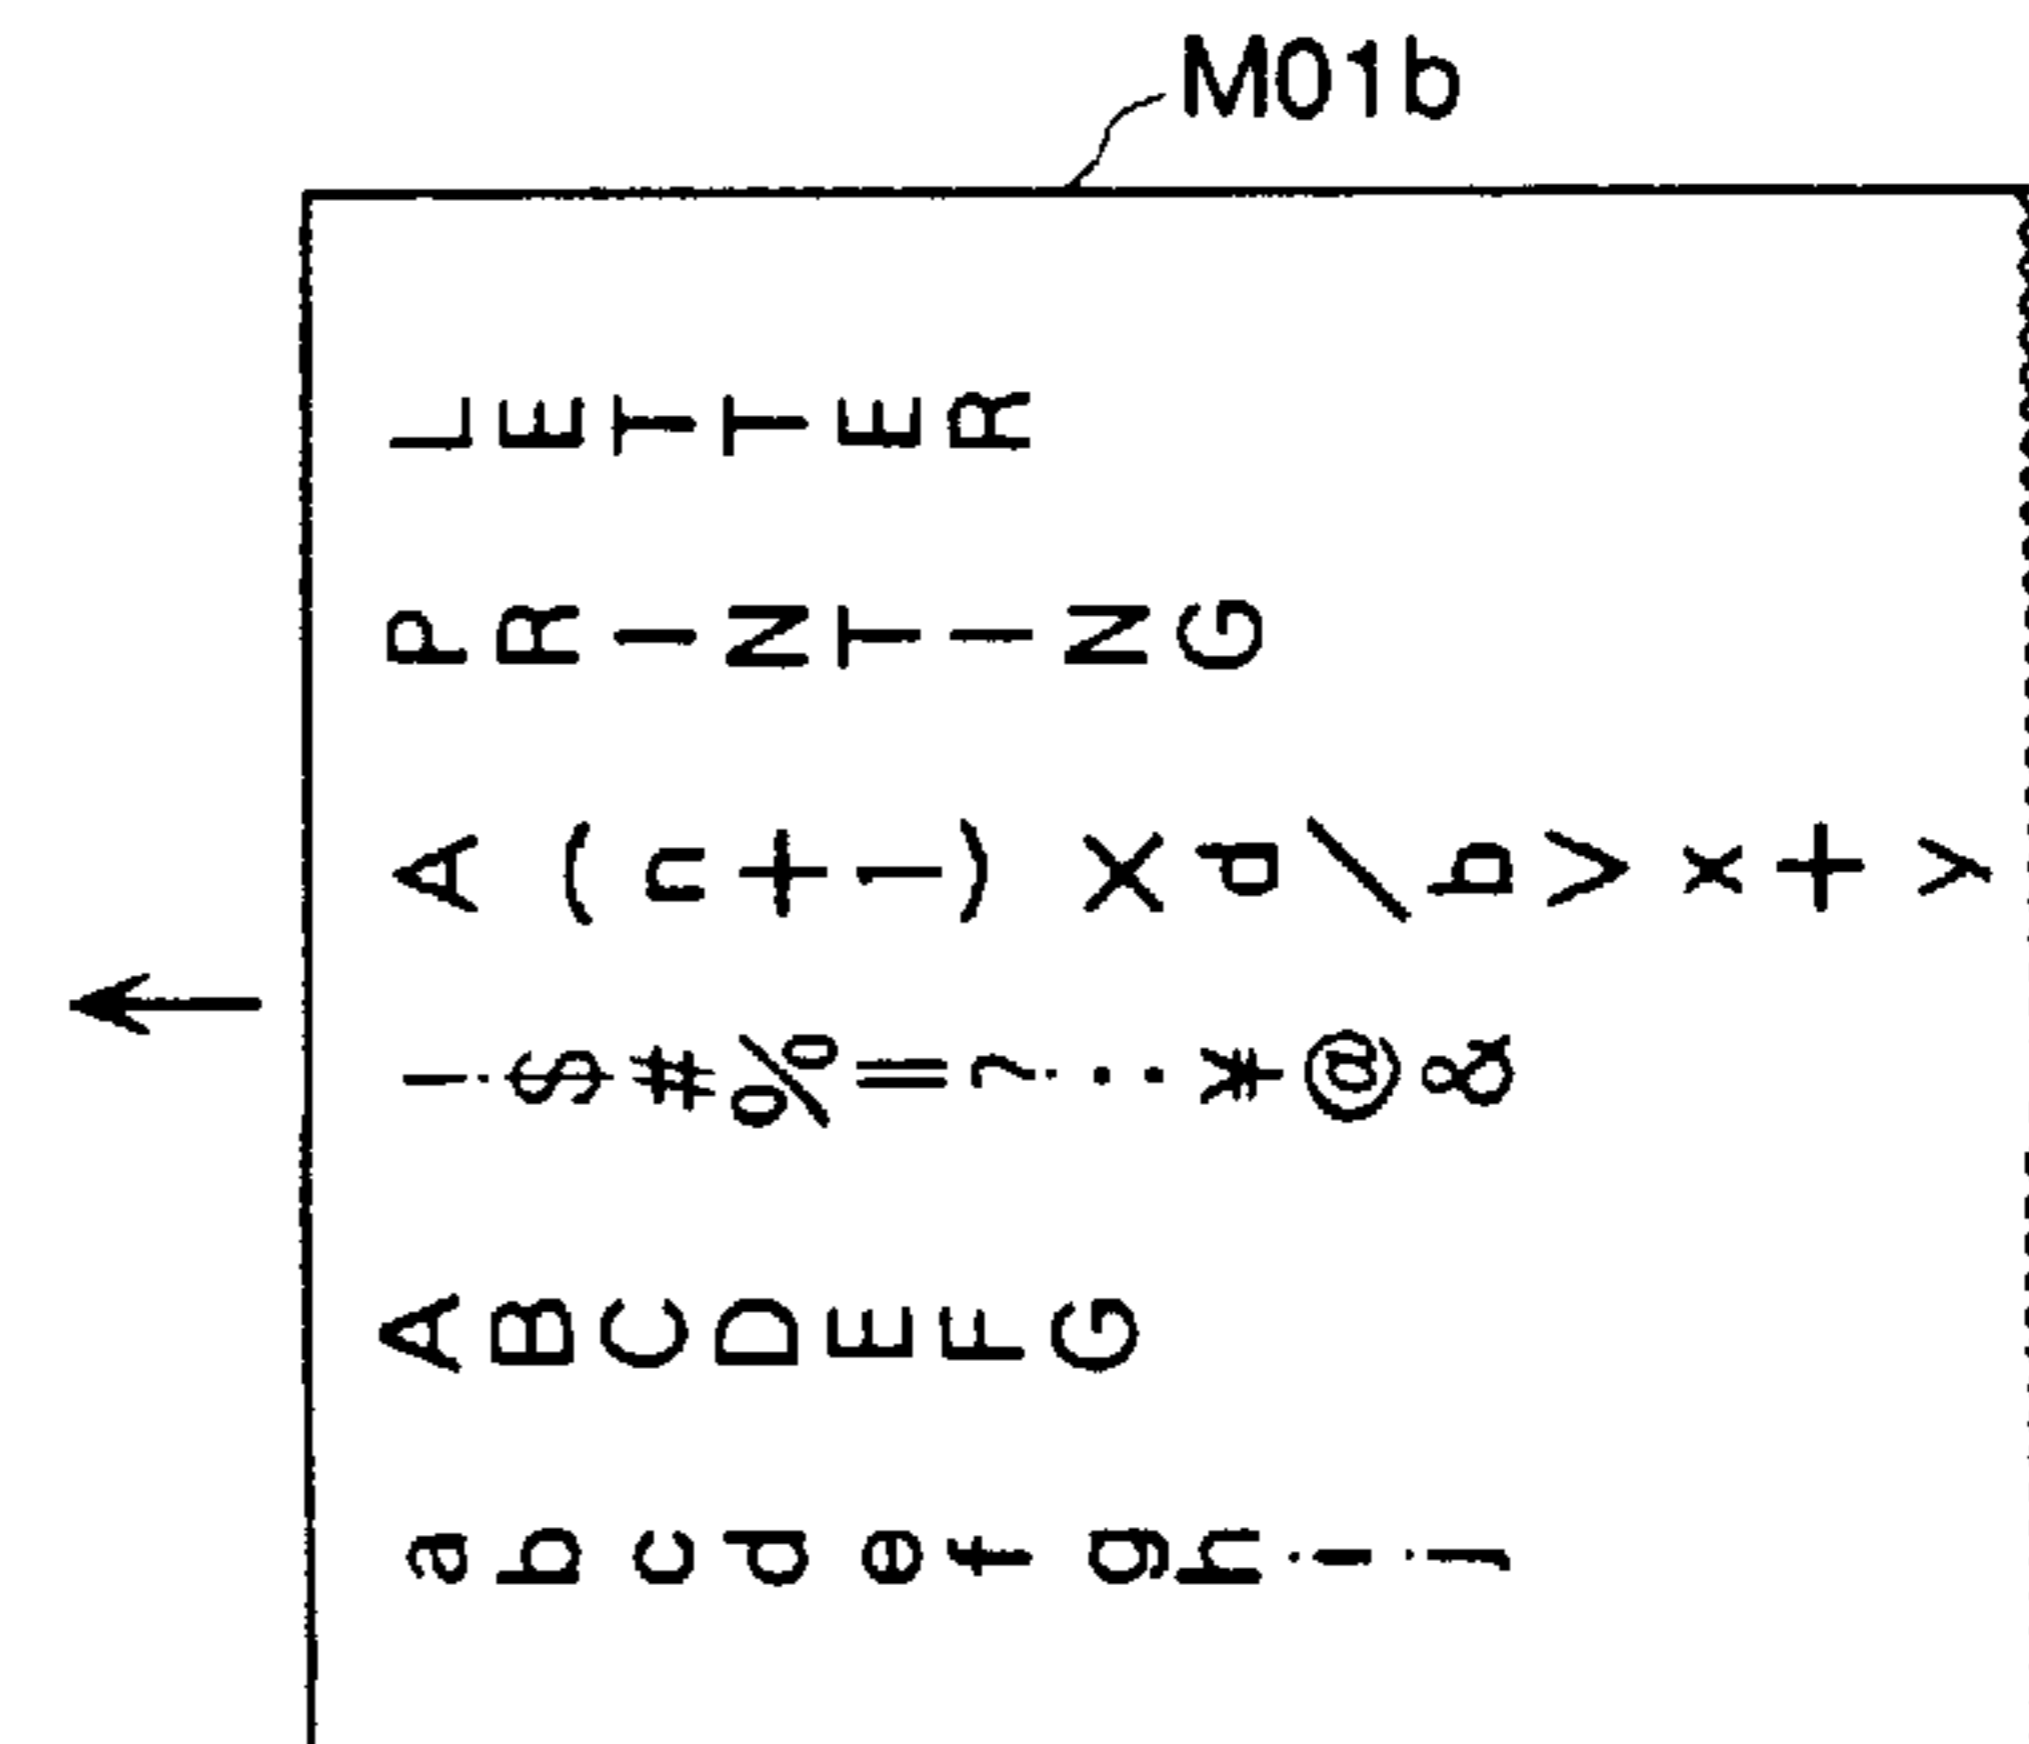 M01b
LETTER
PRINTING
A(n+1)×d/b>x+y
!$#%=?:*@&
ABCDEFG
abcdefghij